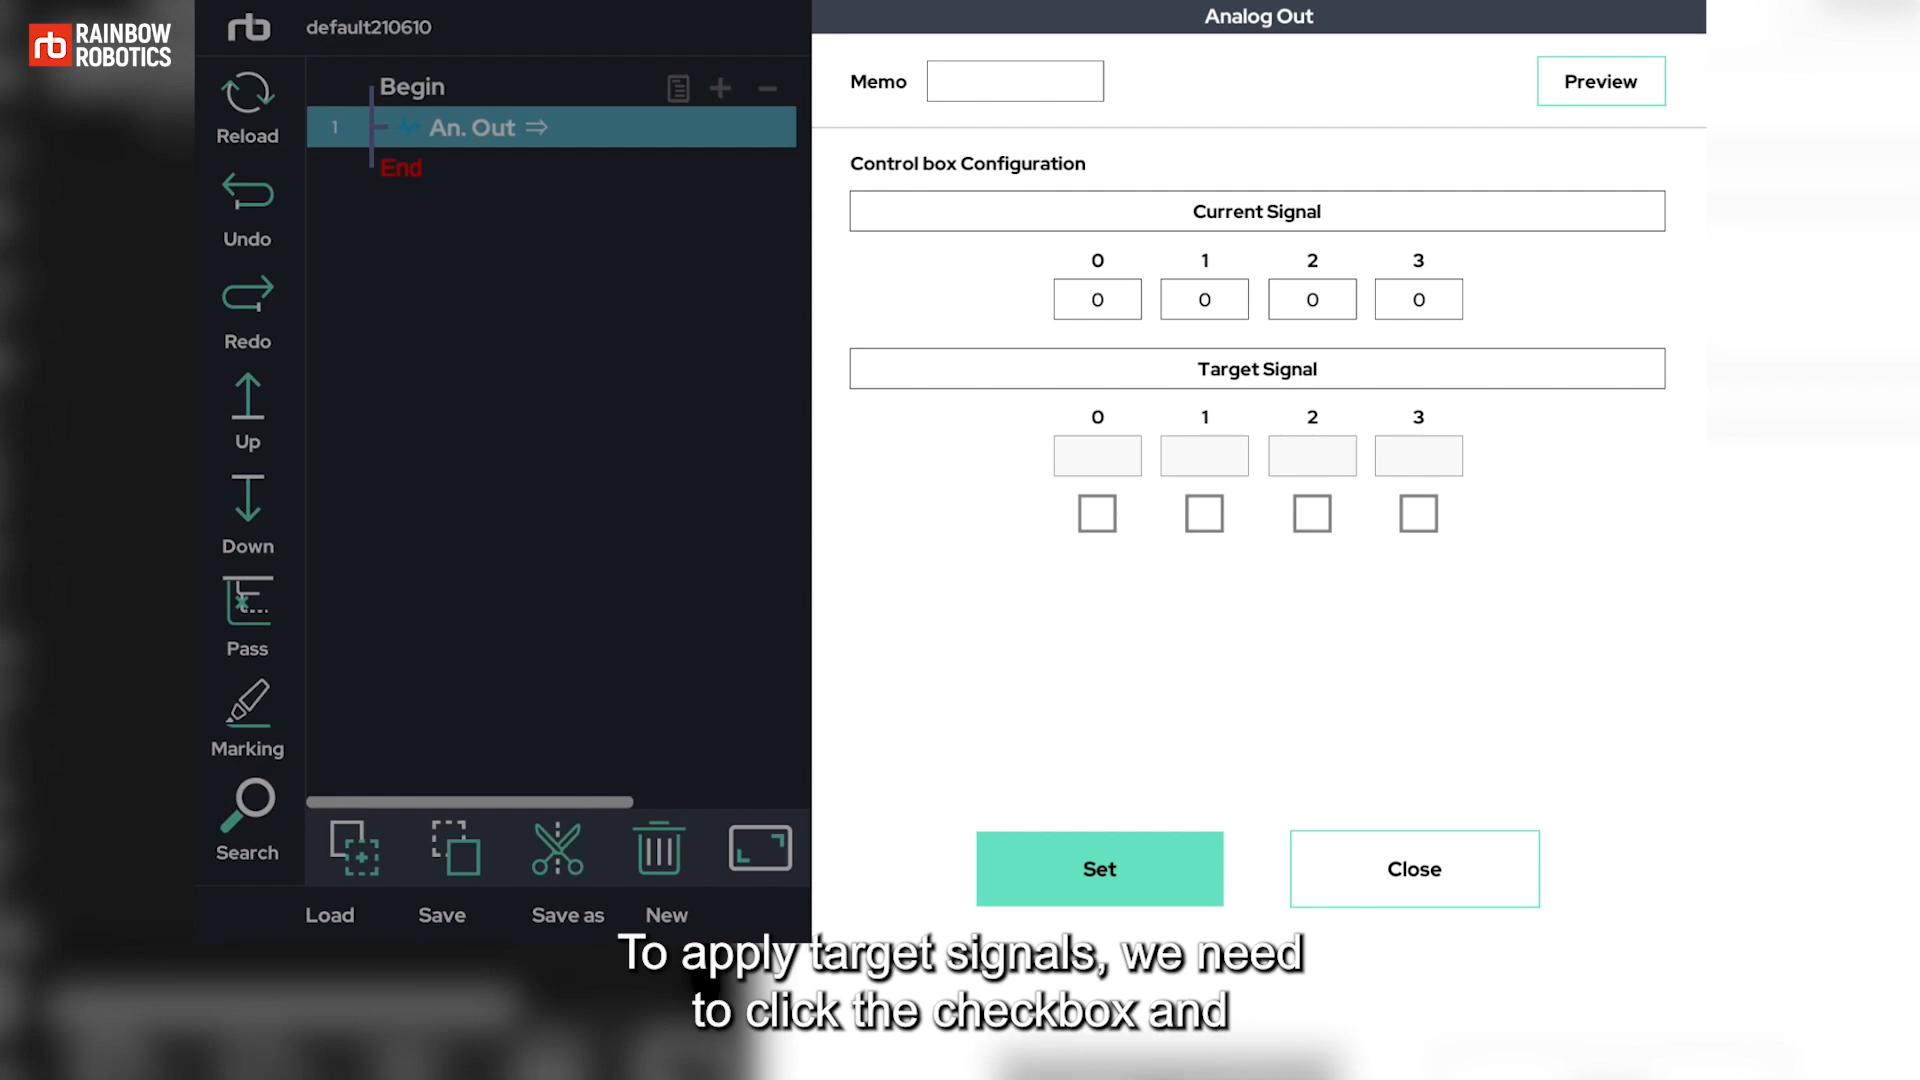 RAINBOW
ROBOTICS
default210610
Analog Out
Memo
Preview
Reload
Undo
Redo
Up
Down
Pass
Marking
Search
Begin
1 An. Out ⇒
End
Control box Configuration
Current Signal
0 1 2 3
0 0 0 0
Target Signal
0 1 2 3
Set
Close
Load Save Save as New
To apply target signals, we need
to click the checkbox and